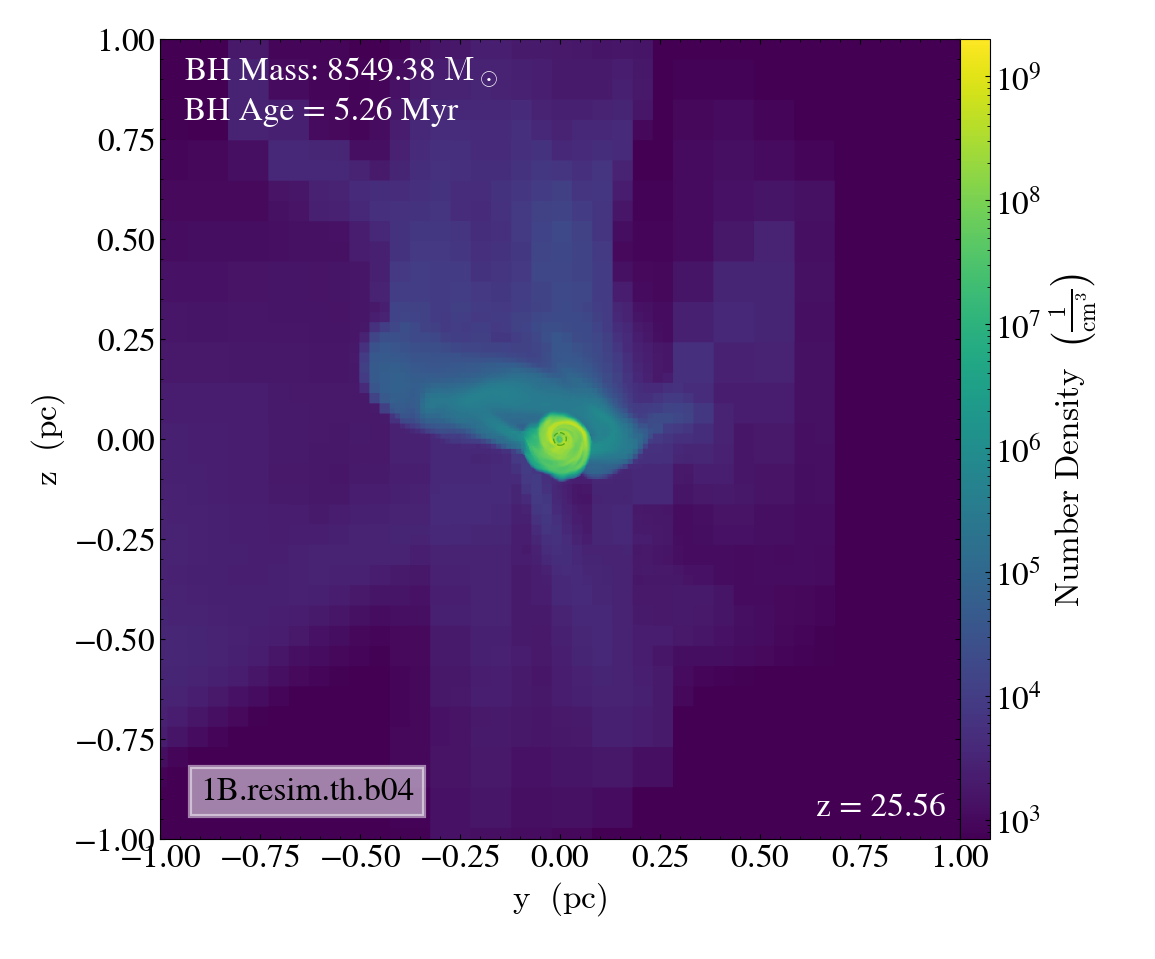 BH Mass: 8549.38 M⊙
BH Age = 5.26 Myr
1B.resim.th.b04
z = 25.56
1.00
0.75
0.50
0.25
0.00
−0.25
−0.50
−0.75
−1.00
z (pc)
−1.00 −0.75 −0.50 −0.25 0.00 0.25 0.50 0.75 1.00
y (pc)
10⁹
10⁸
10⁷
10⁶
10⁵
10⁴
10³
Number Density (1/cm³)